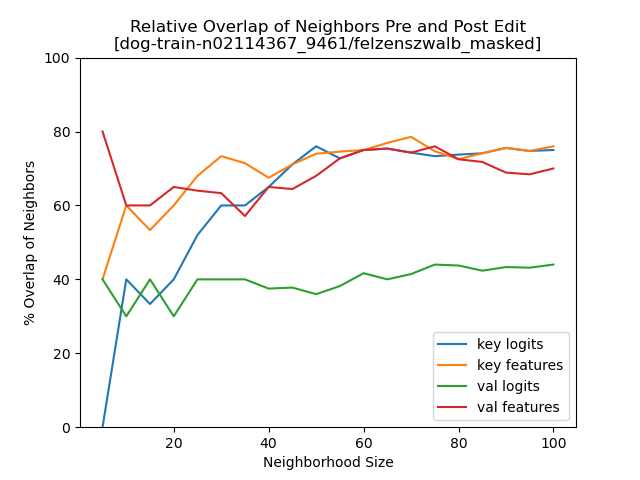 Relative Overlap of Neighbors Pre and Post Edit
[dog-train-n02114367_9461/felzenszwalb_masked]
100
80
60
40
20
0
% Overlap of Neighbors
key logits
key features
val logits
val features
20 40 60 80 100
Neighborhood Size